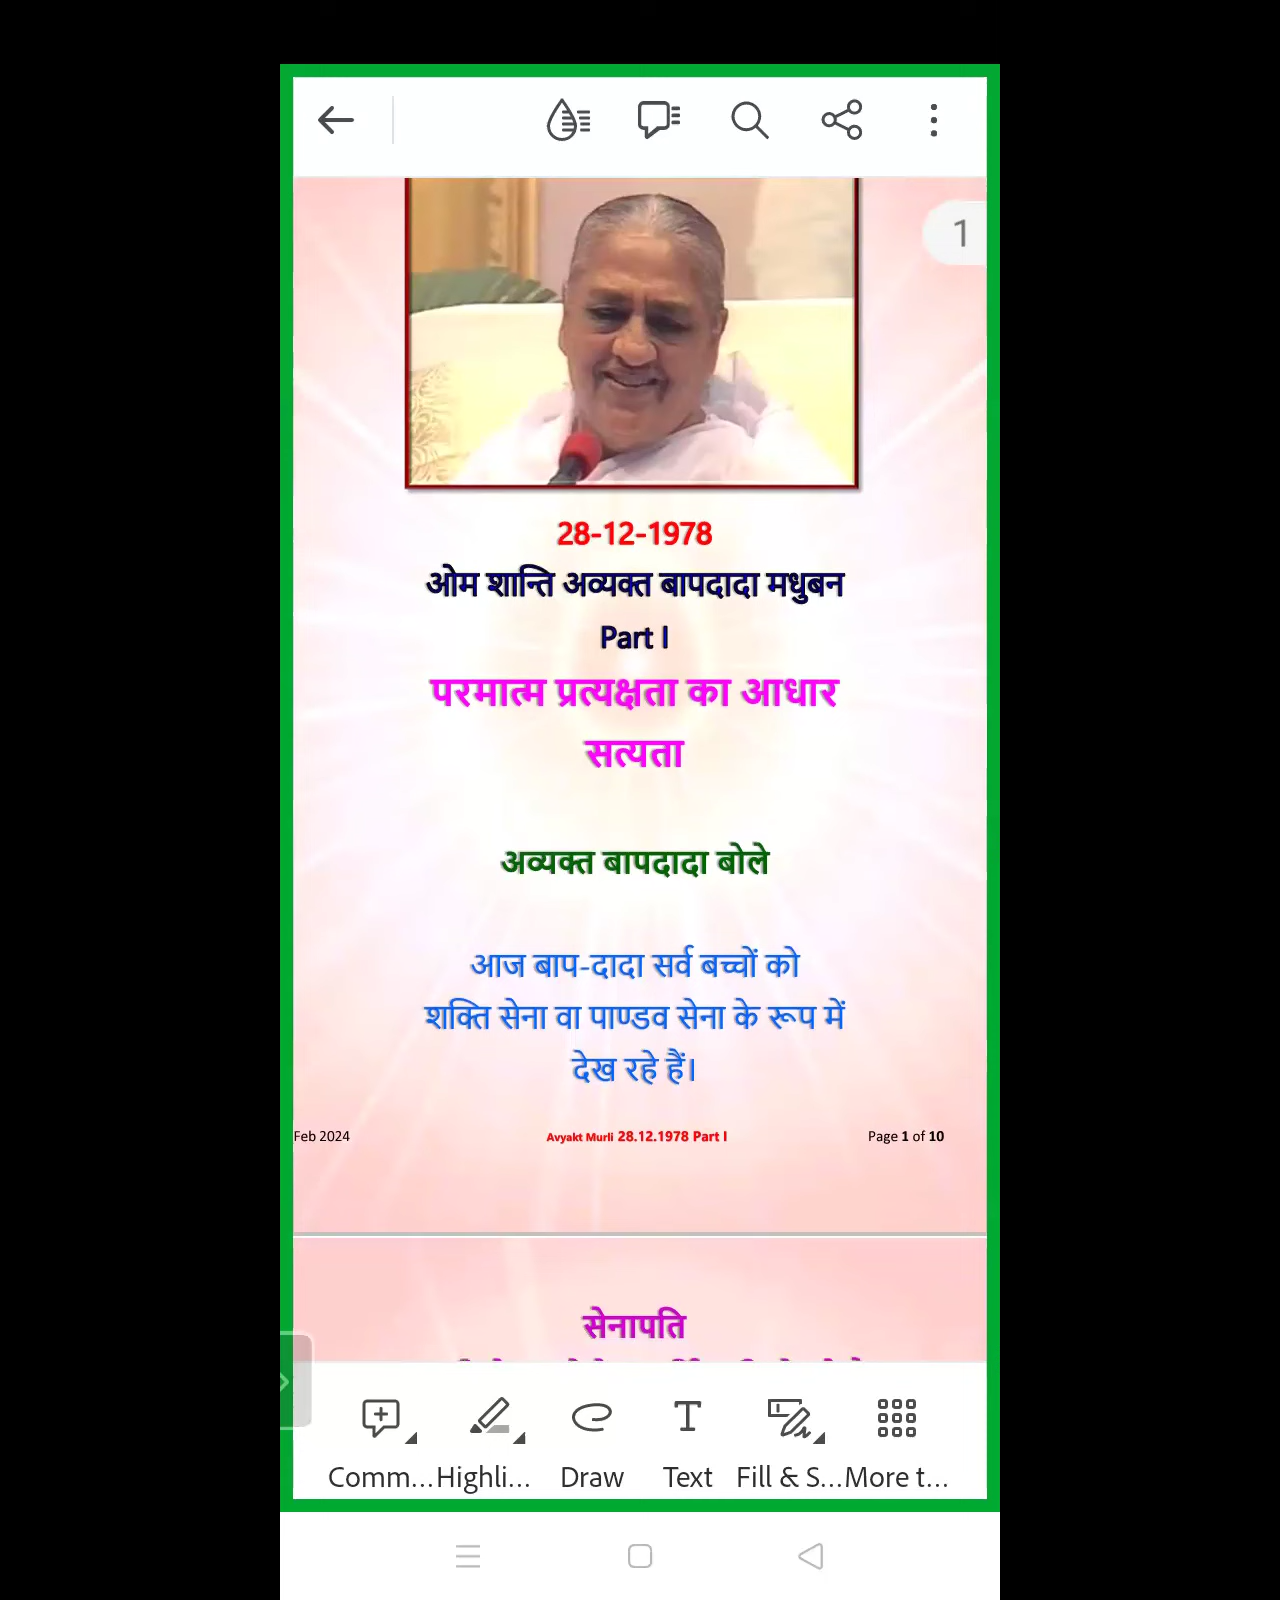 1
28-12-1978
ओम शान्ति अव्यक्त बापदादा मधुबन
Part I
परमात्म प्रत्यक्षता का आधार
सत्यता
अव्यक्त बापदादा बोले
आज बाप-दादा सर्व बच्चों को
शक्ति सेना वा पाण्डव सेना के रूप में
देख रहे हैं।
Feb 2024 Avyakt Murli 28.12.1978 Part I Page 1 of 10
सेनापति
Comm... Highli... Draw Text Fill & S... More t...